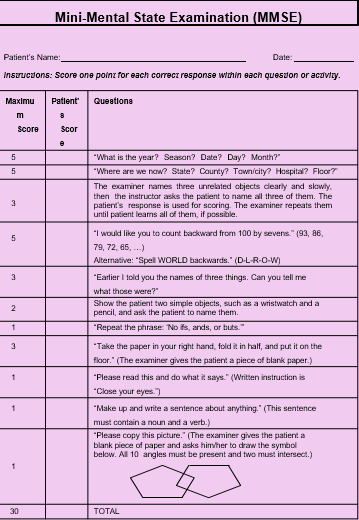 Mini-Mental State Examination (MMSE)
Patient's Name: Date:
Instructions: Score one point for each correct response within each question or activity.
Maximu
m
Score
Patient'
s
Scor
e
Questions
5 "What is the year? Season? Date? Day? Month?"
5 "Where are we now? State? County? Town/city? Hospital? Floor?"
3
The examiner names three unrelated objects clearly and slowly,
then the instructor asks the patient to name all three of them. The
patient's response is used for scoring. The examiner repeats them
until patient learns all of them, if possible.
5
"I would like you to count backward from 100 by sevens." (93, 86,
79, 72, 65, …)
Alternative: "Spell WORLD backwards." (D-L-R-O-W)
3
"Earlier I told you the names of three things. Can you tell me
what those were?"
2
Show the patient two simple objects, such as a wristwatch and a
pencil, and ask the patient to name them.
1 "Repeat the phrase: 'No ifs, ands, or buts.'"
3
"Take the paper in your right hand, fold it in half, and put it on the
floor." (The examiner gives the patient a piece of blank paper.)
1
"Please read this and do what it says." (Written instruction is
"Close your eyes.")
1
"Make up and write a sentence about anything." (This sentence
must contain a noun and a verb.)
1
"Please copy this picture." (The examiner gives the patient a
blank piece of paper and asks him/her to draw the symbol
below. All 10 angles must be present and two must intersect.)
30 TOTAL